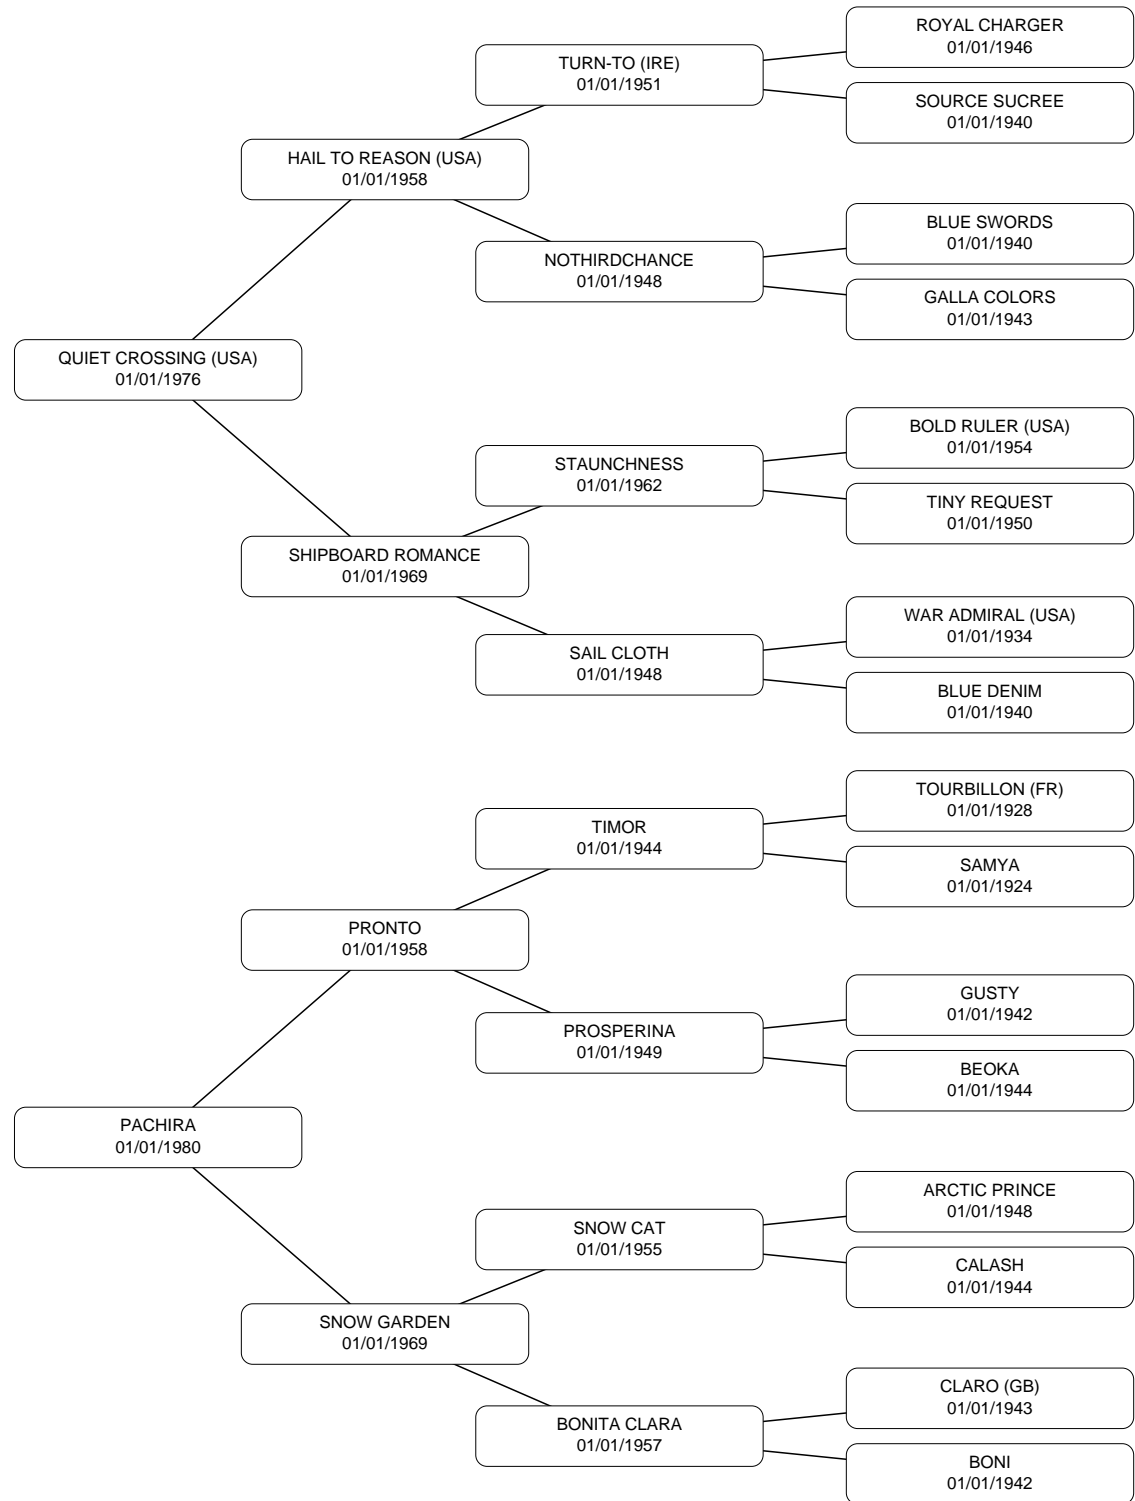 ROYAL CHARGER
01/01/1946
TURN-TO (IRE)
01/01/1951
SOURCE SUCREE
01/01/1940
HAIL TO REASON (USA)
01/01/1958
BLUE SWORDS
01/01/1940
NOTHIRDCHANCE
01/01/1948
GALLA COLORS
01/01/1943
QUIET CROSSING (USA)
01/01/1976
BOLD RULER (USA)
01/01/1954
STAUNCHNESS
01/01/1962
TINY REQUEST
01/01/1950
SHIPBOARD ROMANCE
01/01/1969
WAR ADMIRAL (USA)
01/01/1934
SAIL CLOTH
01/01/1948
BLUE DENIM
01/01/1940
TOURBILLON (FR)
01/01/1928
TIMOR
01/01/1944
SAMYA
01/01/1924
PRONTO
01/01/1958
GUSTY
01/01/1942
PROSPERINA
01/01/1949
BEOKA
01/01/1944
PACHIRA
01/01/1980
ARCTIC PRINCE
01/01/1948
SNOW CAT
01/01/1955
CALASH
01/01/1944
SNOW GARDEN
01/01/1969
CLARO (GB)
01/01/1943
BONITA CLARA
01/01/1957
BONI
01/01/1942